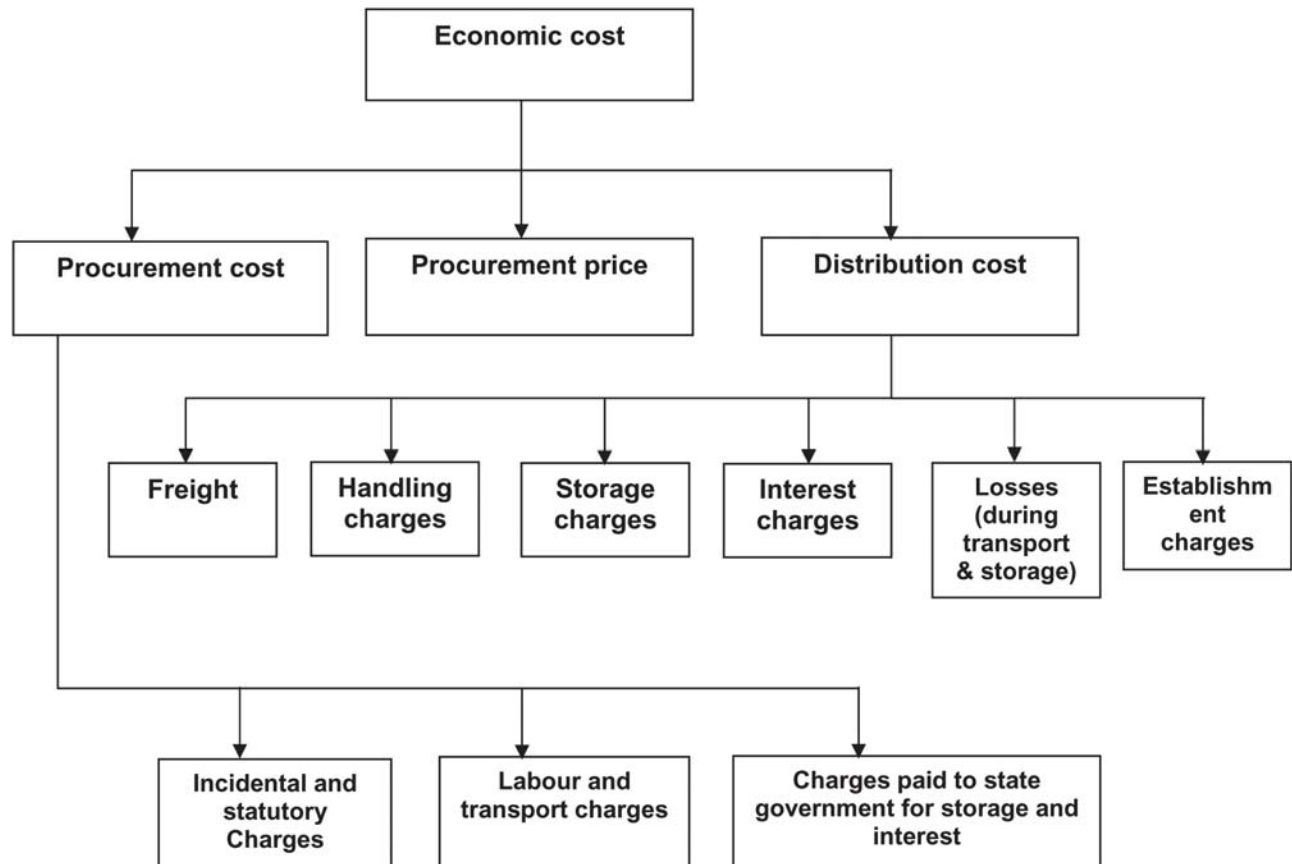 Economic cost
Procurement cost
Procurement price
Distribution cost
Freight
Handling
charges
Storage
charges
Interest
charges
Losses
(during
transport
& storage)
Establishm
ent
charges
Incidental and
statutory
Charges
Labour and
transport charges
Charges paid to state
government for storage and
interest